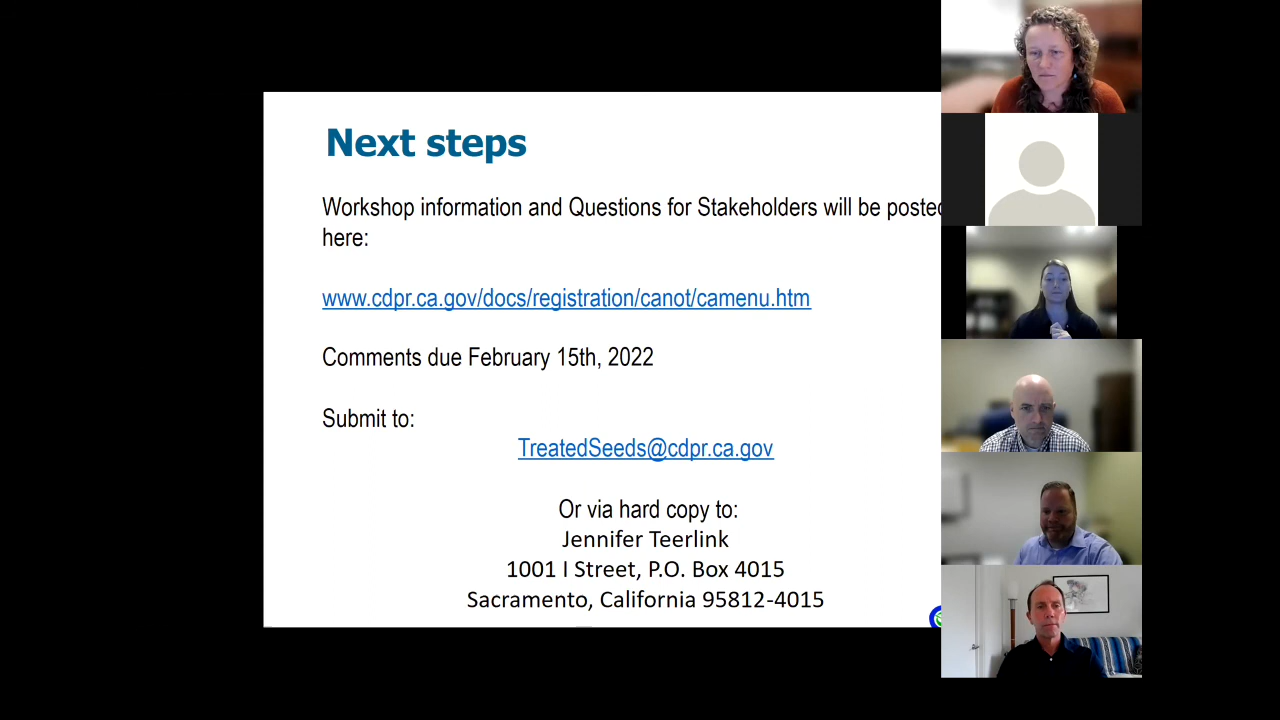 Next steps
Workshop information and Questions for Stakeholders will be posted
here:
www.cdpr.ca.gov/docs/registration/canot/camenu.htm
Comments due February 15th, 2022
Submit to:
TreatedSeeds@cdpr.ca.gov
Or via hard copy to:
Jennifer Teerlink
1001 I Street, P.O. Box 4015
Sacramento, California 95812-4015